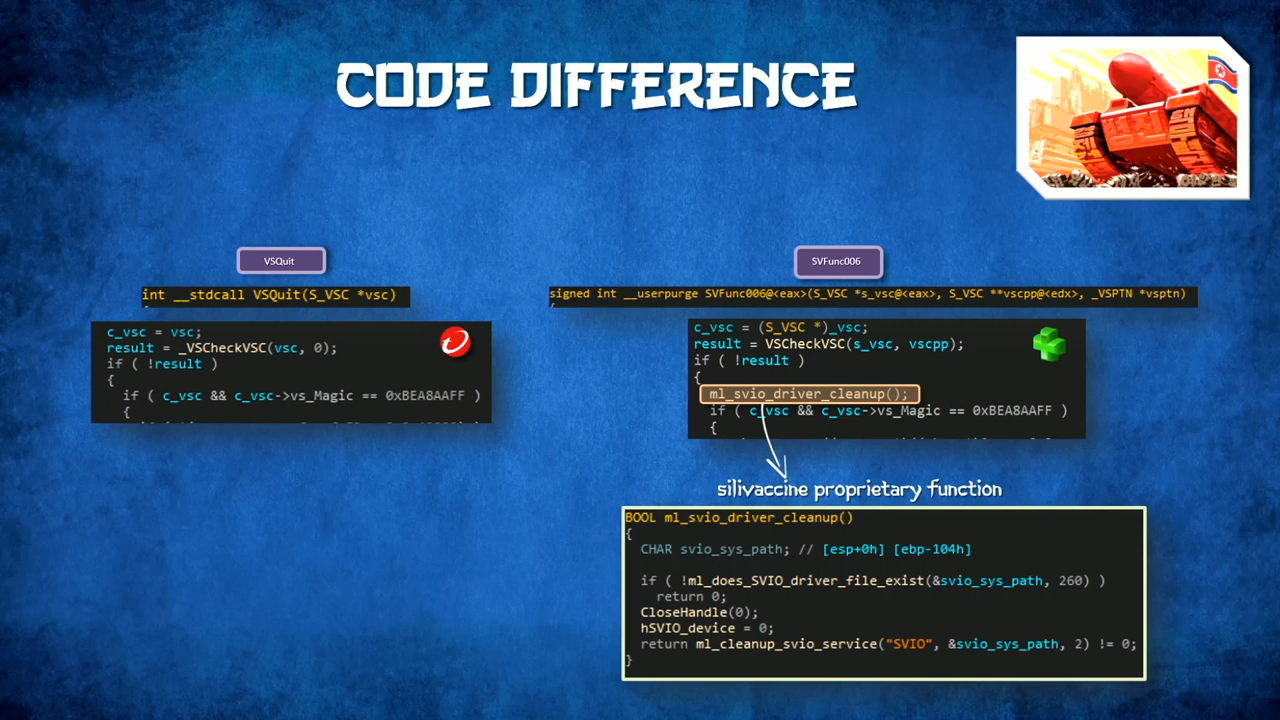 CODE DIFFERENCE
VSQuit
int __stdcall VSQuit(S_VSC *vsc)
{
c_vsc = vsc;
result = _VSCheckVSC(vsc, 0);
if ( !result )
{
if ( c_vsc && c_vsc->vs_Magic == 0xBEA8AAFF )
{
SVFunc006
signed int __userpurge SVFunc006@<eax>(S_VSC *s_vsc@<eax>, S_VSC **vscpp@<edx>, _VSPTN *vsptn)
{
c_vsc = (S_VSC *)_vsc;
result = VSCheckVSC(s_vsc, vscpp);
if ( !result )
{
ml_svio_driver_cleanup();
if ( c_vsc && c_vsc->vs_Magic == 0xBEA8AAFF )
{
silivaccine proprietary function
BOOL ml_svio_driver_cleanup()
{
CHAR svio_sys_path; // [esp+0h] [ebp-104h]
if ( !ml_does_SVIO_driver_file_exist(&svio_sys_path, 260) )
return 0;
CloseHandle(0);
hSVIO_device = 0;
return ml_cleanup_svio_service("SVIO", &svio_sys_path, 2) != 0;
}